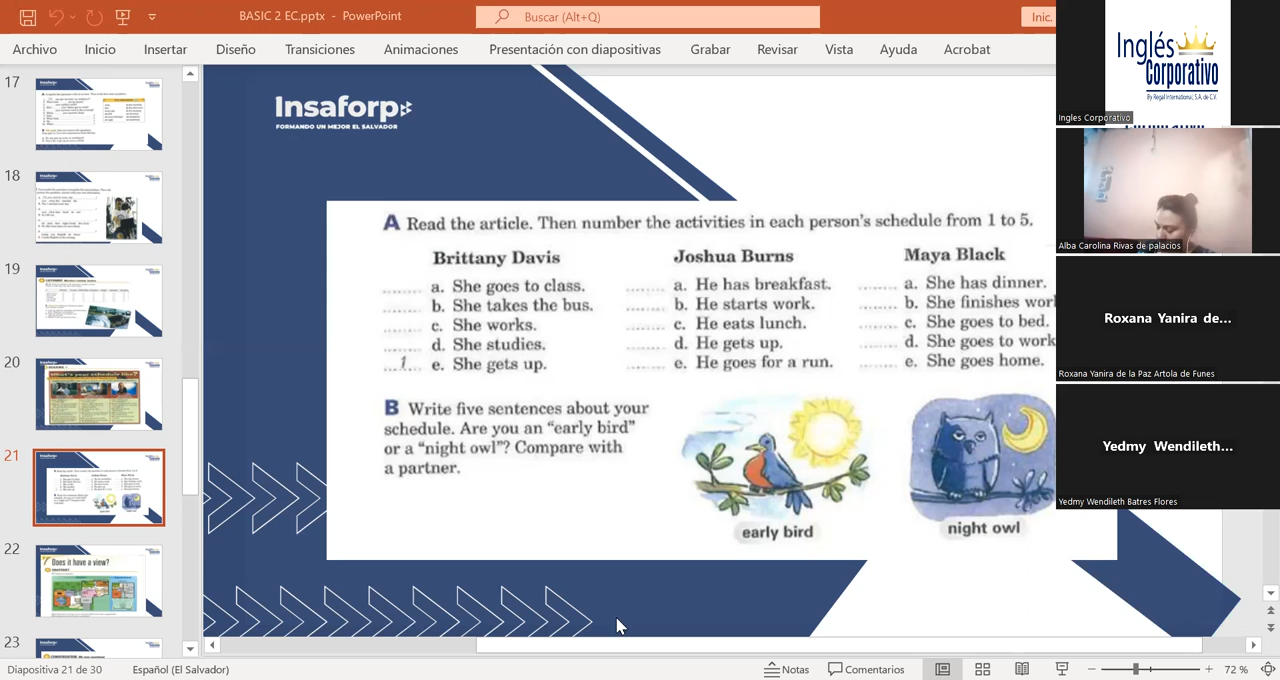 BASIC 2 EC.pptx - PowerPoint
Buscar (Alt+Q)
Inic.
Archivo Inicio Insertar Diseño Transiciones Animaciones Presentación con diapositivas Grabar Revisar Vista Ayuda Acrobat
17
18
19
20
21
22
Does it have a view?
23
Insaforp
FORMANDO UN MEJOR EL SALVADOR
A Read the article. Then number the activities in each person's schedule from 1 to 5.
Brittany Davis
a. She goes to class.
b. She takes the bus.
c. She works.
d. She studies.
1 e. She gets up.
Joshua Burns
a. He has breakfast.
b. He starts work.
c. He eats lunch.
d. He gets up.
e. He goes for a run.
Maya Black
a. She has dinner.
b. She finishes wor
c. She goes to bed.
d. She goes to work
e. She goes home.
B Write five sentences about your
schedule. Are you an "early bird"
or a "night owl"? Compare with
a partner.
early bird
night owl
Inglés
Corporativo
By Regal International, S.A. de C.V.
Ingles Corporativo
Alba Carolina Rivas de palacios
Roxana Yanira de...
Roxana Yanira de la Paz Artola de Funes
Yedmy Wendileth...
Yedmy Wendileth Batres Flores
Diapositiva 21 de 30 Español (El Salvador) Notas Comentarios 72 %